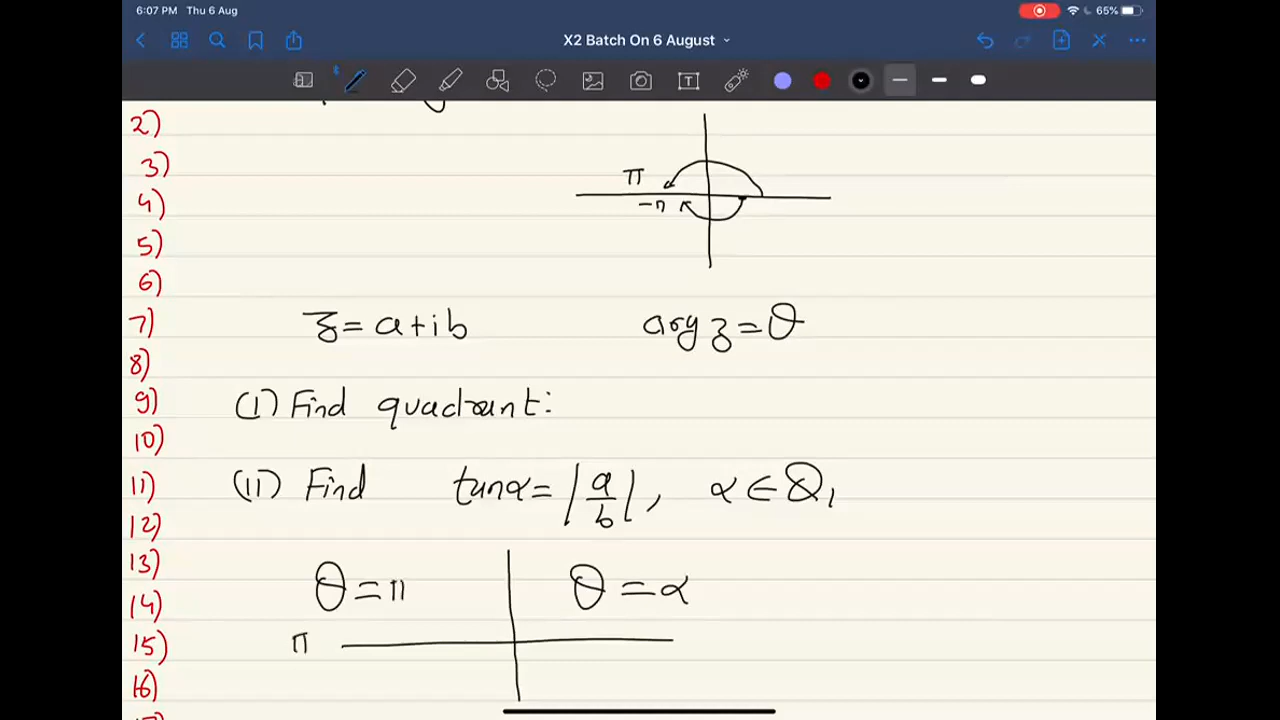 6:07 PM Thu 6 Aug
65%
X2 Batch On 6 August
2)
3)
π
4)
-π
5)
6)
7) z = a + i b arg z = θ
8)
9) (I) Find quadrant:
10)
11) (II) Find tanα = |a/b|, α ∈ Q1
12)
13)
θ = π θ = α
14)
15) π
16)